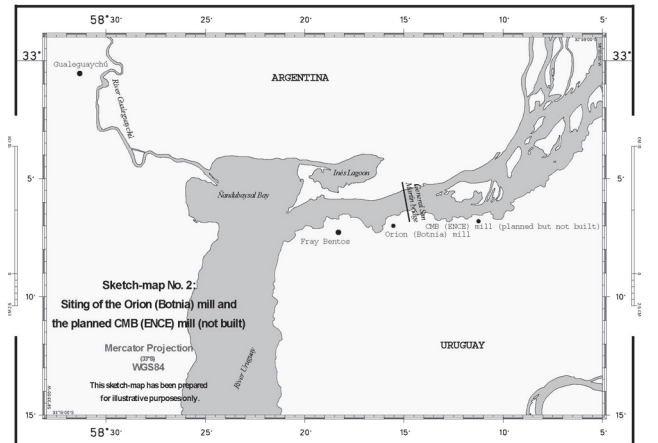 58° 30'
25'
20'
15'
10'
5'
33°
33°
Gualeguaychú
ARGENTINA
River Gualeguaychú
5'
5'
Inés Lagoon
Ñandubaysal Bay
General San
Martín bridge
CMB (ENCE) mill (planned but not built)
Orion (Botnia) mill
Fray Bentos
Sketch-map No. 2:
Siting of the Orion (Botnia) mill and
the planned CMB (ENCE) mill (not built)
10'
10'
Mercator Projection
WGS84
URUGUAY
River Uruguay
This sketch-map has been prepared
for illustrative purposes only.
15'
15'
58° 30'
25'
20'
15'
10'
5'